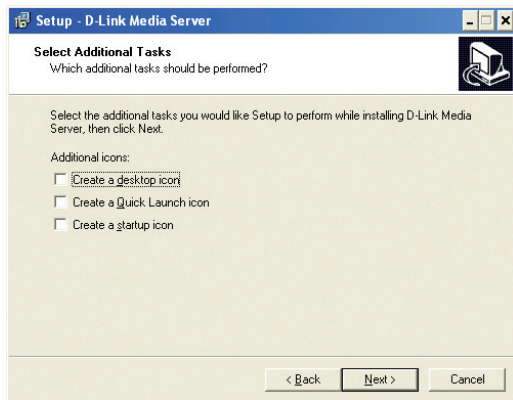 Setup - D-Link Media Server
Select Additional Tasks
Which additional tasks should be performed?
Select the additional tasks you would like Setup to perform while installing D-Link Media
Server, then click Next.
Additional icons:
Create a desktop icon
Create a Quick Launch icon
Create a startup icon
< Back Next > Cancel